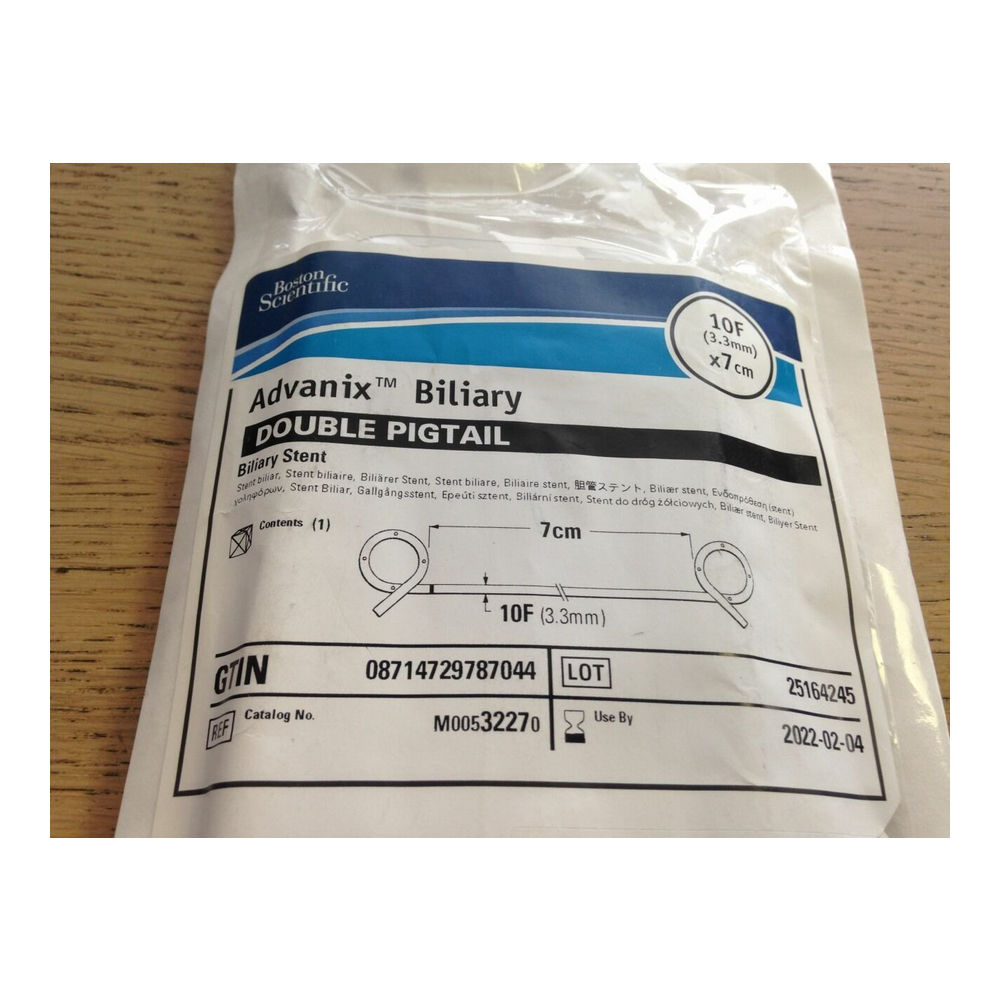 Boston
Scientific
10F
(3.3mm)
x7cm
Advanix™ Biliary
DOUBLE PIGTAIL
Biliary Stent
Stent biliar, Stent biliaire, Biliärer Stent, Stent biliare, Biliaire stent, 胆管ステント, Biliær stent, Ενδοπρόθεση (stent)
χοληφόρων, Stent Biliar, Gallgångsstent, Epeúti sztent, Biliární stent, Stent do dróg żółciowych, Biliær stent, Biliyer Stent
Contents (1)
7cm
10F (3.3mm)
GTIN 08714729787044 LOT 25164245
REF Catalog No. M00532270 Use By 2022-02-04